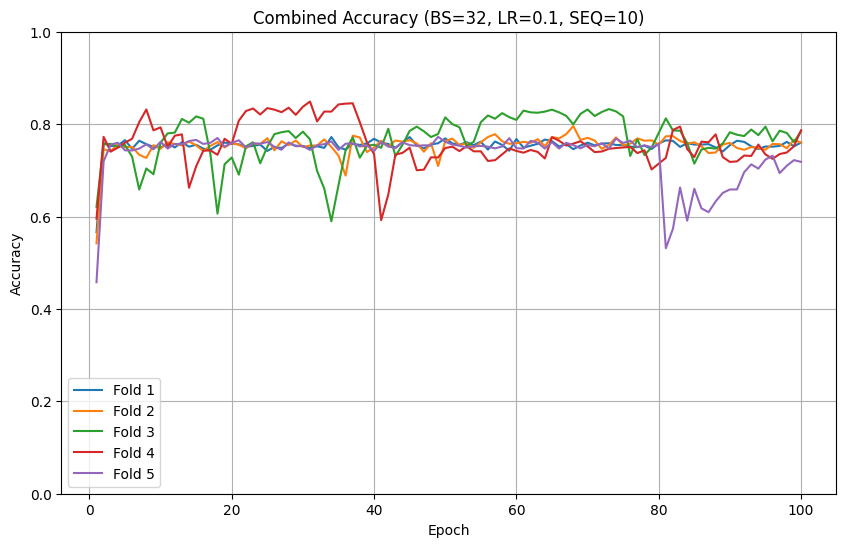 Combined Accuracy (BS=32, LR=0.1, SEQ=10)
1.0
0.8
0.6
0.4
0.2
0.0
Accuracy
Fold 1
Fold 2
Fold 3
Fold 4
Fold 5
0 20 40 60 80 100
Epoch